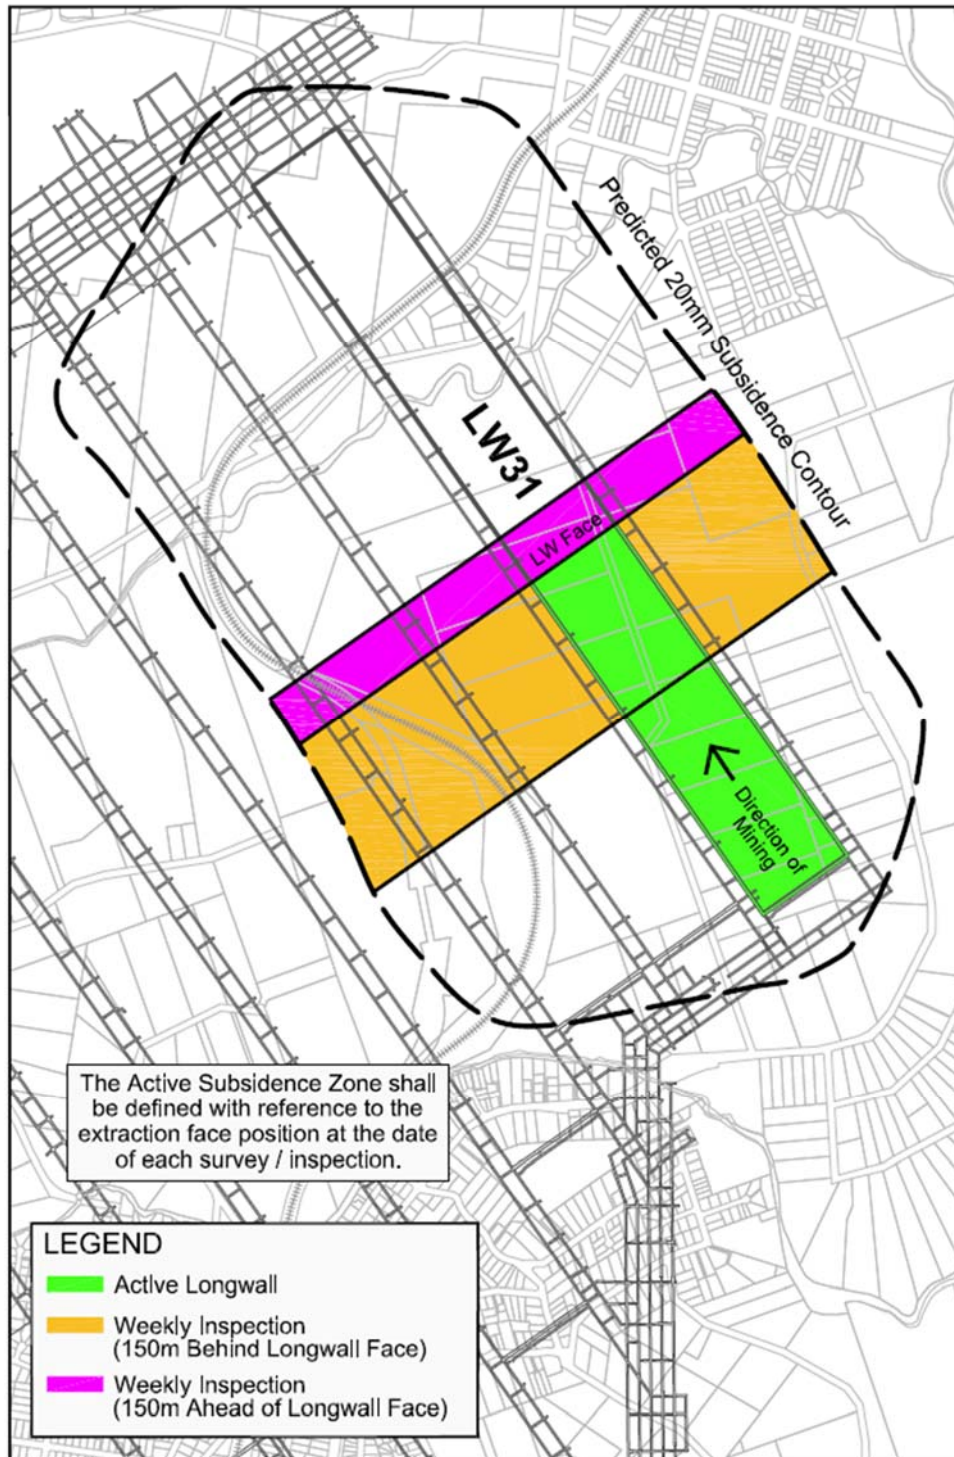 Predicted 20mm Subsidence Contour
LW31
LW Face
Direction of
Mining
The Active Subsidence Zone shall
be defined with reference to the
extraction face position at the date
of each survey / inspection.
LEGEND
Active Longwall
Weekly Inspection
(150m Behind Longwall Face)
Weekly Inspection
(150m Ahead of Longwall Face)